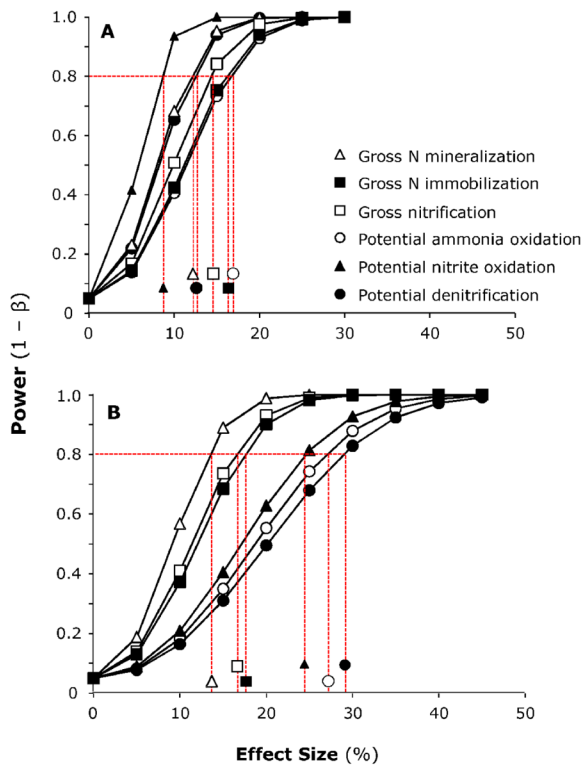 A
1.0
0.8
0.6
0.4
0.2
0
Gross N mineralization
Gross N immobilization
Gross nitrification
Potential ammonia oxidation
Potential nitrite oxidation
Potential denitrification
0 10 20 30 40 50
Power (1 – β)
B
1.0
0.8
0.6
0.4
0.2
0
0 10 20 30 40 50
Effect Size (%)